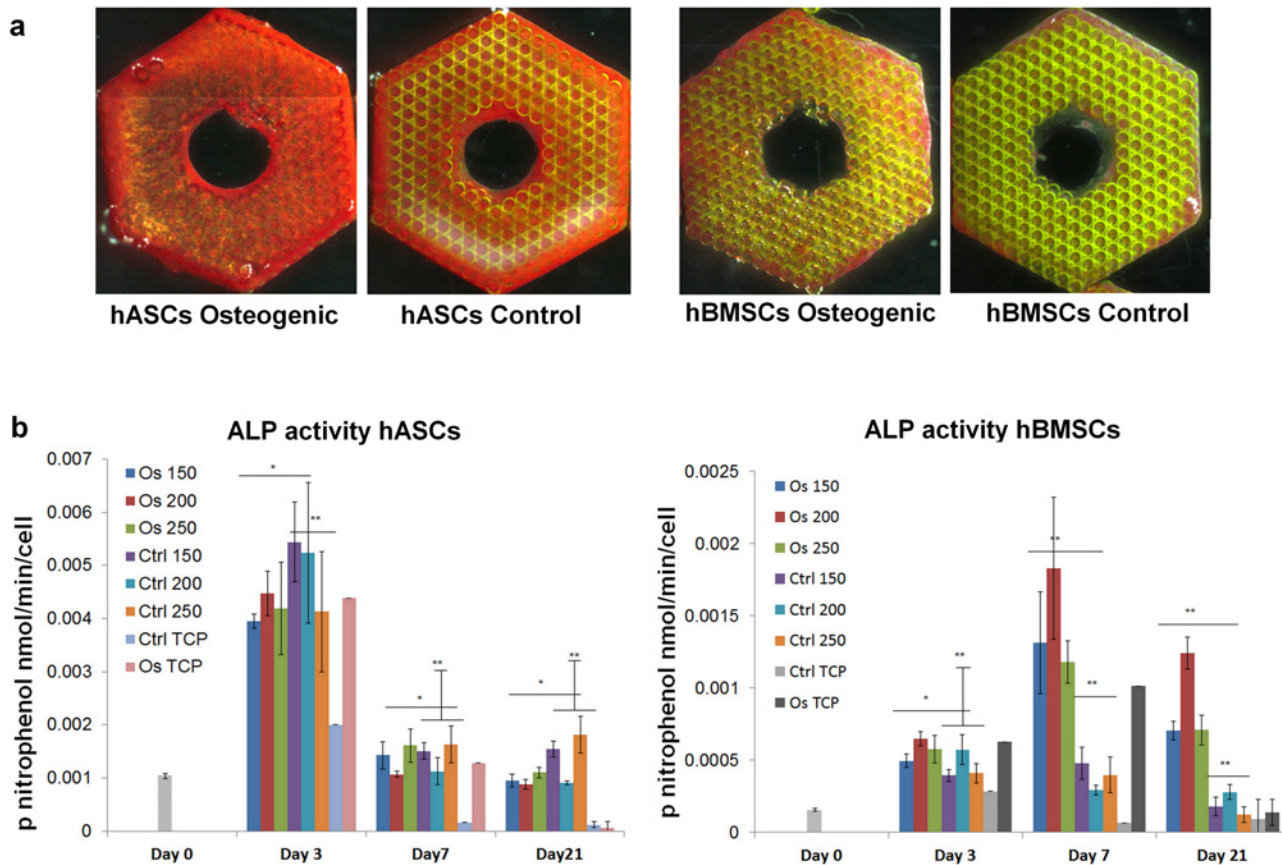 a
hASCs Osteogenic
hASCs Control
hBMSCs Osteogenic
hBMSCs Control
b
ALP activity hASCs
p nitrophenol nmol/min/cell
0.007
0.006
0.005
0.004
0.003
0.002
0.001
0
Os 150
Os 200
Os 250
Ctrl 150
Ctrl 200
Ctrl 250
Ctrl TCP
Os TCP
*
**
*
**
*
**
Day 0
Day 3
Day7
Day21
ALP activity hBMSCs
p nitrophenol nmol/min/cell
0.0025
0.002
0.0015
0.001
0.0005
0
Os 150
Os 200
Os 250
Ctrl 150
Ctrl 200
Ctrl 250
Ctrl TCP
Os TCP
*
**
**
**
**
**
Day 0
Day 3
Day 7
Day 21